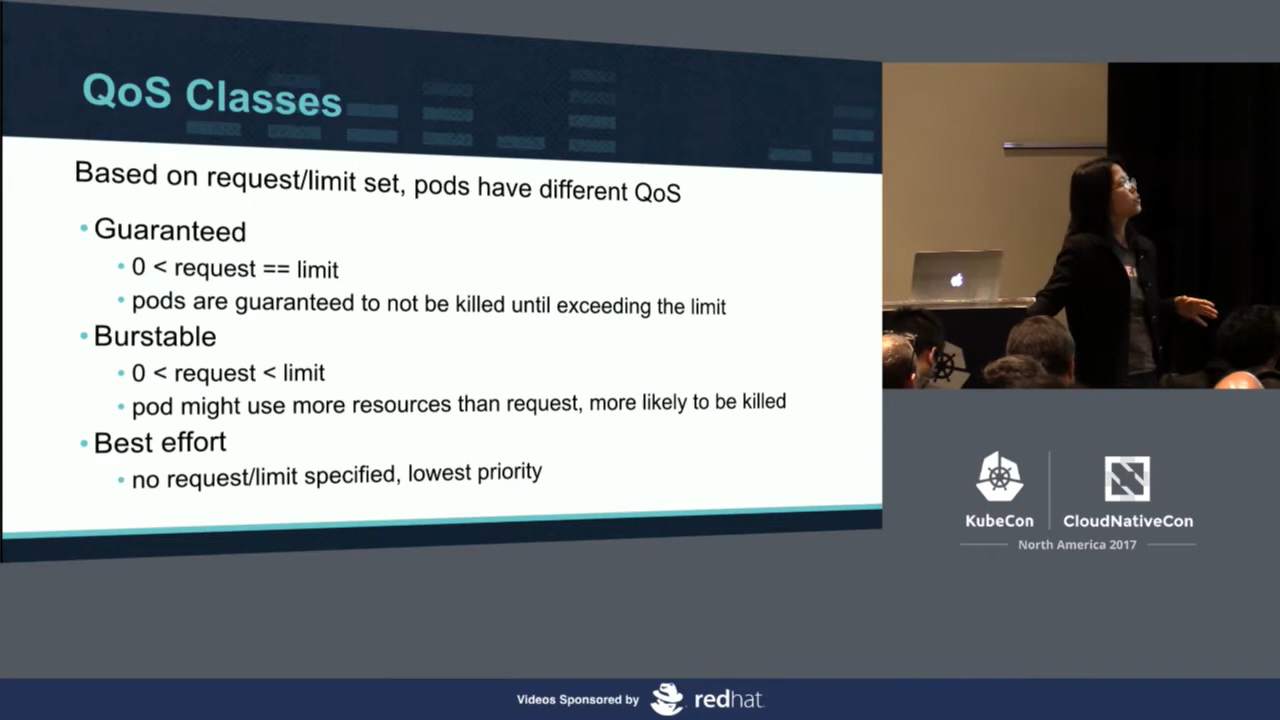 QoS Classes
Based on request/limit set, pods have different QoS
Guaranteed
0 < request == limit
pods are guaranteed to not be killed until exceeding the limit
Burstable
0 < request < limit
pod might use more resources than request, more likely to be killed
Best effort
no request/limit specified, lowest priority
KubeCon
CloudNativeCon
North America 2017
Videos Sponsored by
redhat